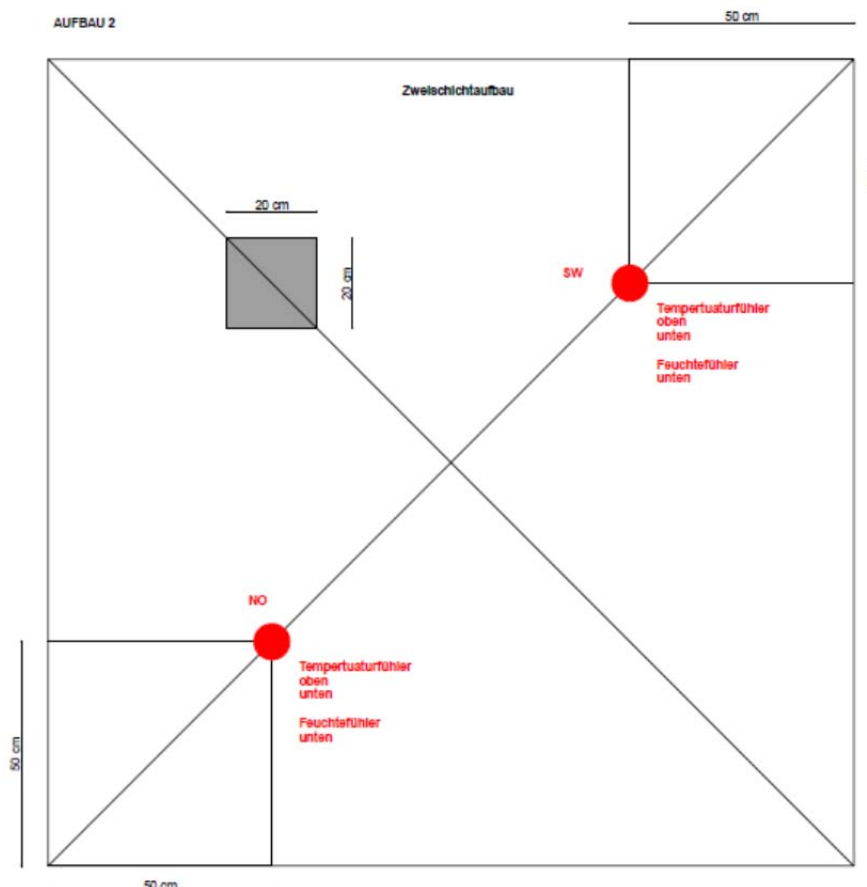 AUFBAU 2
50 cm
Zweischichtaufbau
20 cm
20 cm
SW
Tempertuaturfühler
oben
unten
Feuchtefühler
unten
NO
Tempertuaturfühler
oben
unten
Feuchtefühler
unten
50 cm
50 cm